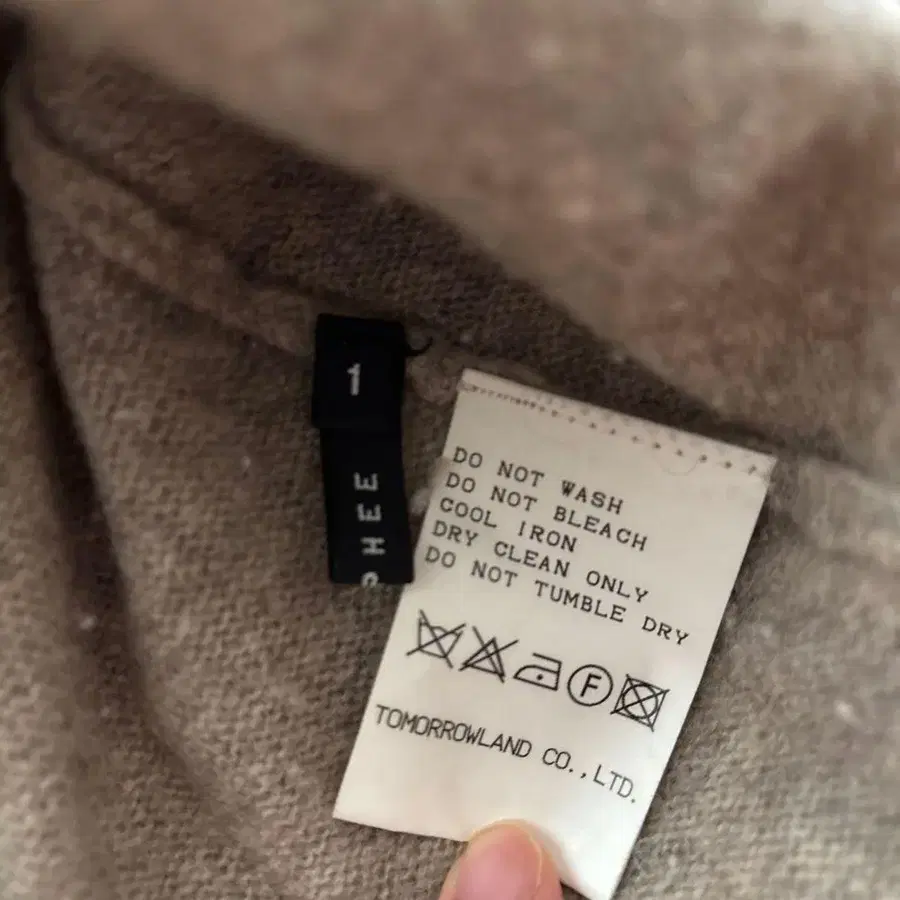 1
PHEE
DO NOT WASH
DO NOT BLEACH
COOL IRON
DRY CLEAN ONLY
DO NOT TUMBLE DRY
F
TOMORROWLAND CO.,LTD.